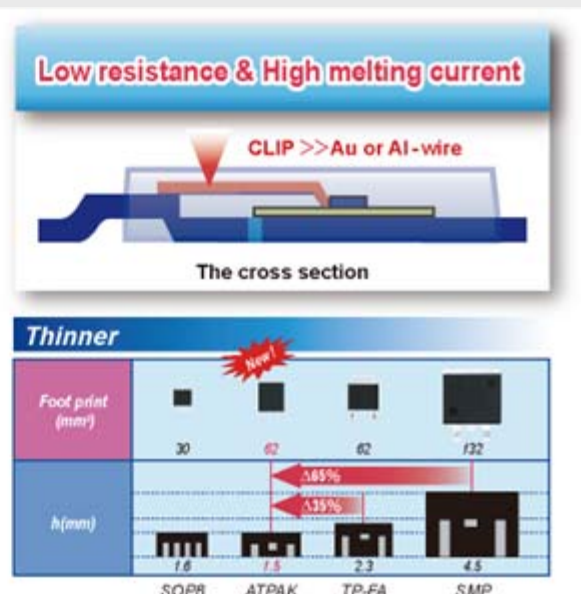 Low resistance & High melting current
CLIP >>Au or Al-wire
The cross section
Thinner
New!
Foot print
(mm²)
30 62 62 132
Δ65%
Δ35%
h(mm)
1.6 1.5 2.3 4.5
SOP8 ATPAK TP-FA SMP